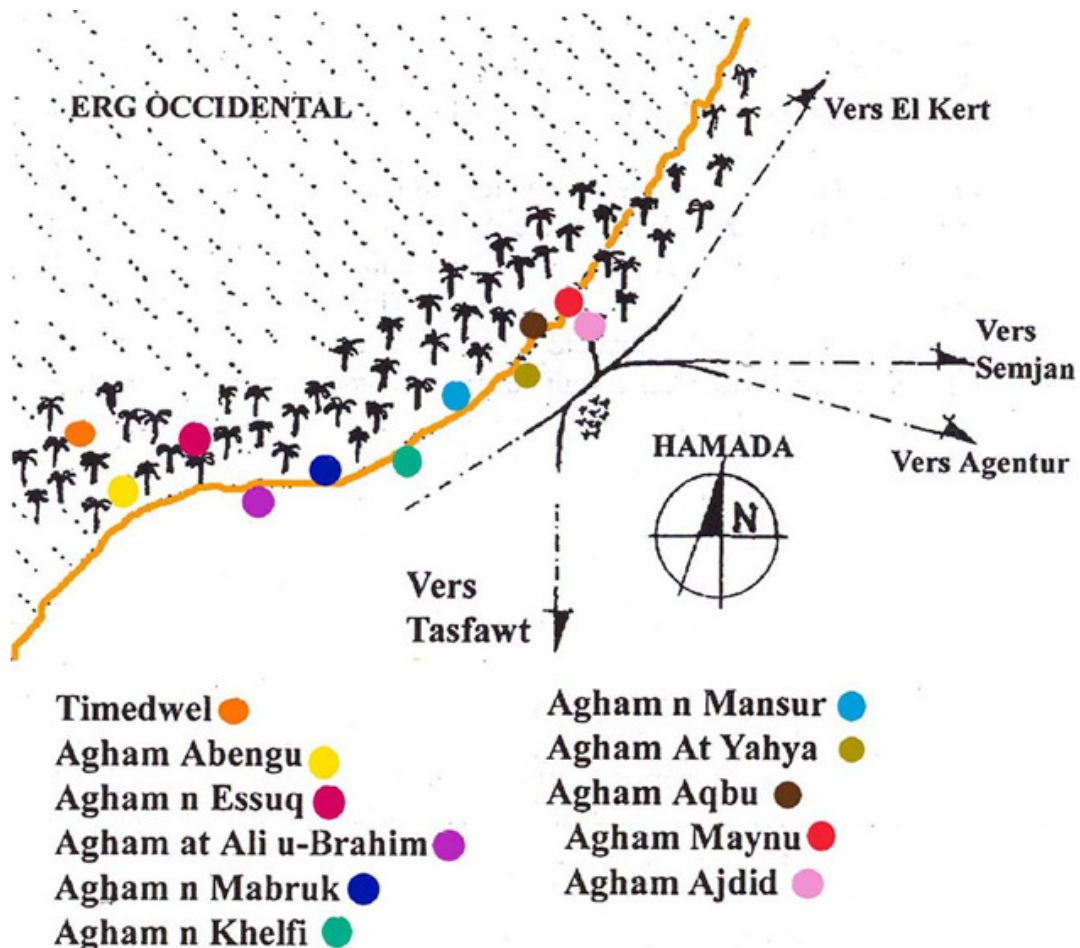 ERG OCCIDENTAL
Vers El Kert
Vers
Semjan
HAMADA
Vers Agentur
N
Vers
Tasfawt
Timedwel
Agham Abengu
Agham n Essuq
Agham at Ali u-Brahim
Agham n Mabruk
Agham n Khelfi
Agham n Mansur
Agham At Yahya
Agham Aqbu
Agham Maynu
Agham Ajdid